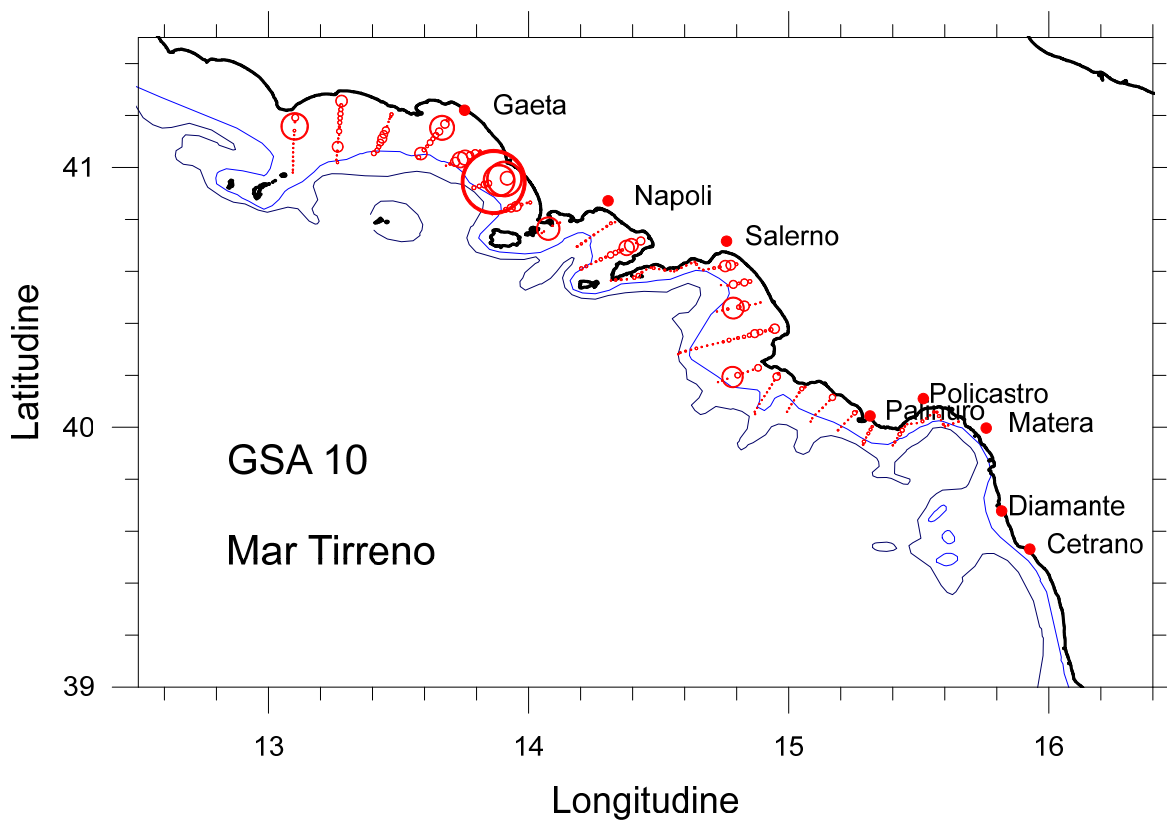 Gaeta
41
Napoli
Salerno
Policastro
Palinuro
Matera
40
GSA 10
Diamante
Mar Tirreno
Cetrano
39
13 14 15 16
Latitudine
Longitudine